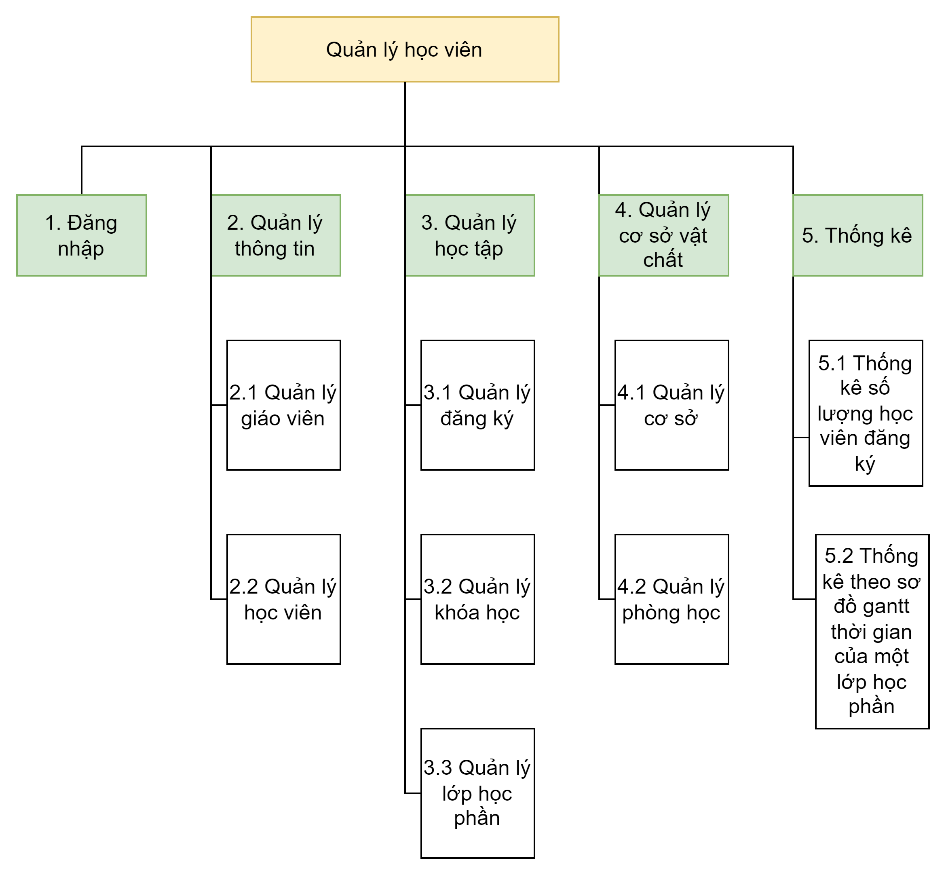 Quản lý học viên
1. Đăng
nhập
2. Quản lý
thông tin
3. Quản lý
học tập
4. Quản lý
cơ sở vật
chất
5. Thống kê
2.1 Quản lý
giáo viên
3.1 Quản lý
đăng ký
4.1 Quản lý
cơ sở
5.1 Thống
kê số
lượng học
viên đăng
ký
2.2 Quản lý
học viên
3.2 Quản lý
khóa học
4.2 Quản lý
phòng học
5.2 Thống
kê theo sơ
đồ gantt
thời gian
của một
lớp học
phần
3.3 Quản lý
lớp học
phần